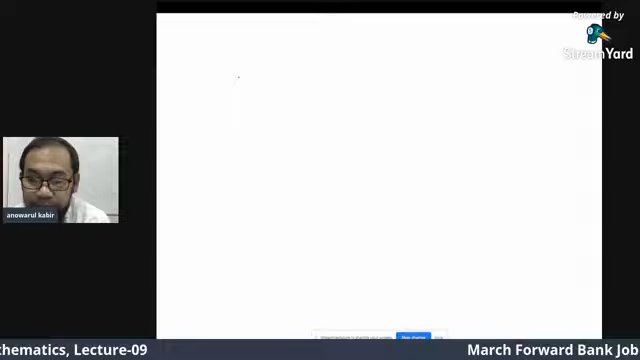 Powered by
StreamYard
anowarul kabir
thematics, Lecture-09
March Forward Bank Job